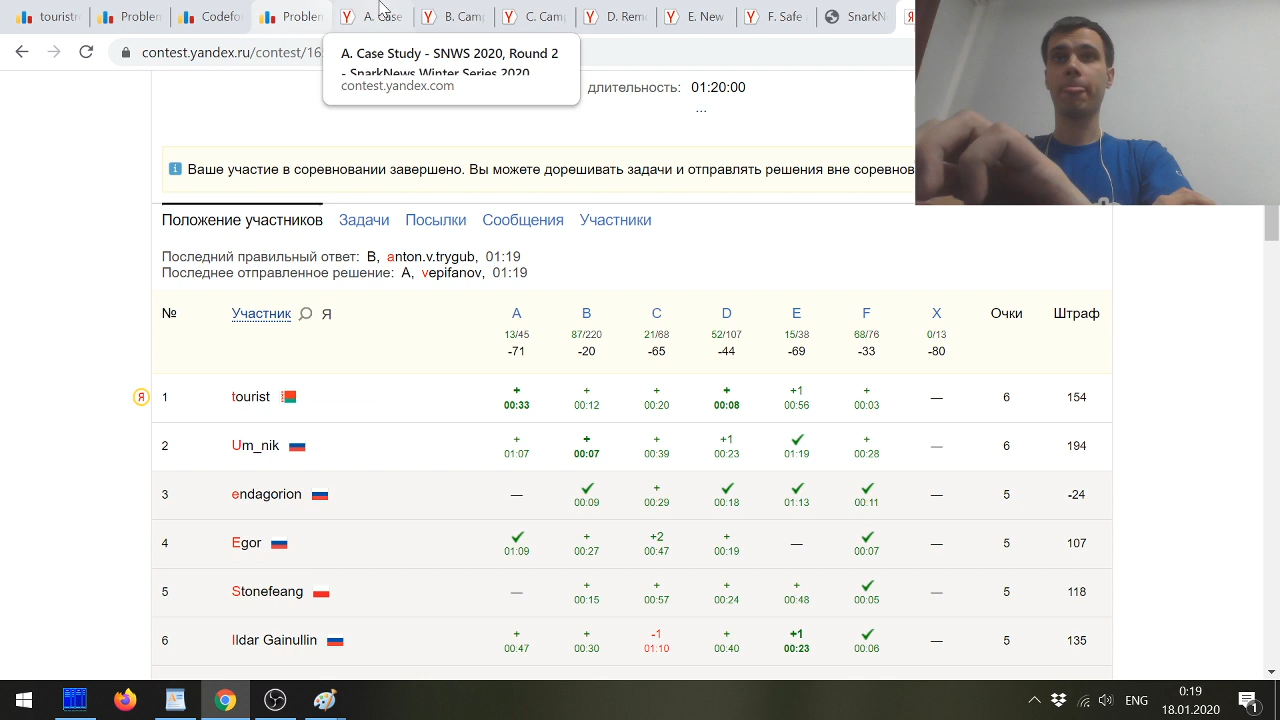 tourist
Problem
Codefo
Problen
A. Case
B. Cam
C. Camp
D. Rem
E. New
F. Safe
SnarkN
contest.yandex.ru/contest/16
A. Case Study - SNWS 2020, Round 2
- SnarkNews Winter Series 2020
contest.yandex.com
длительность: 01:20:00
...
Ваше участие в соревновании завершено. Вы можете дорешивать задачи и отправлять решения вне соревнов
Положение участников Задачи Посылки Сообщения Участники
Последний правильный ответ: B, anton.v.trygub, 01:19
Последнее отправленное решение: A, vepifanov, 01:19
№ Участник Я A B C D E F X Очки Штраф
13/45 87/220 21/68 52/107 15/38 68/76 0/13
-71 -20 -65 -44 -69 -33 -80
Я 1 tourist + + + + +1 + — 6 154
00:33 00:12 00:20 00:08 00:56 00:03
2 Um_nik + + + +1 ✓ + — 6 194
01:07 00:07 00:39 00:23 01:19 00:28
3 endagorion — ✓ + ✓ ✓ ✓ — 5 -24
00:09 00:29 00:18 01:13 00:11
4 Egor ✓ + +2 + — ✓ — 5 107
01:09 00:27 00:47 00:19 00:07
5 Stonefeang — + + + + ✓ — 5 118
00:15 00:57 00:24 00:48 00:05
6 Ildar Gainullin + + -1 + +1 ✓ — 5 135
00:47 00:30 01:10 00:40 00:23 00:06
ENG
0:19
18.01.2020
1